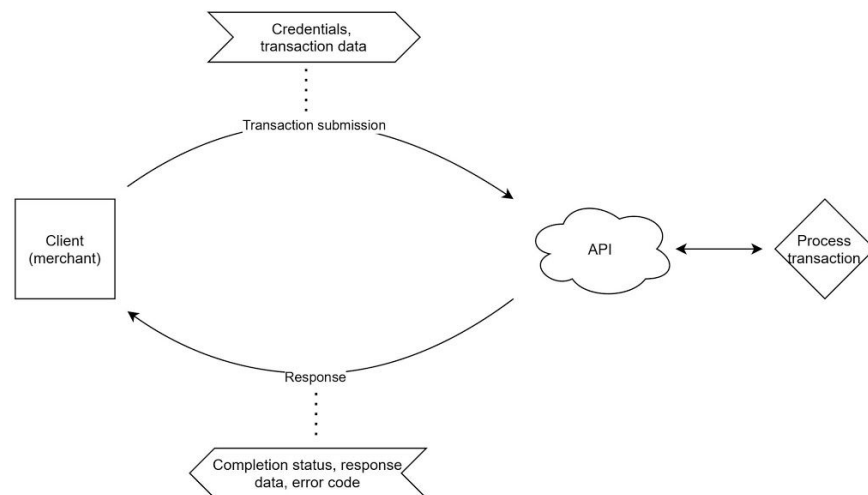 Credentials,
transaction data
Transaction submission
Client
(merchant)
API
Process
transaction
Response
Completion status, response
data, error code